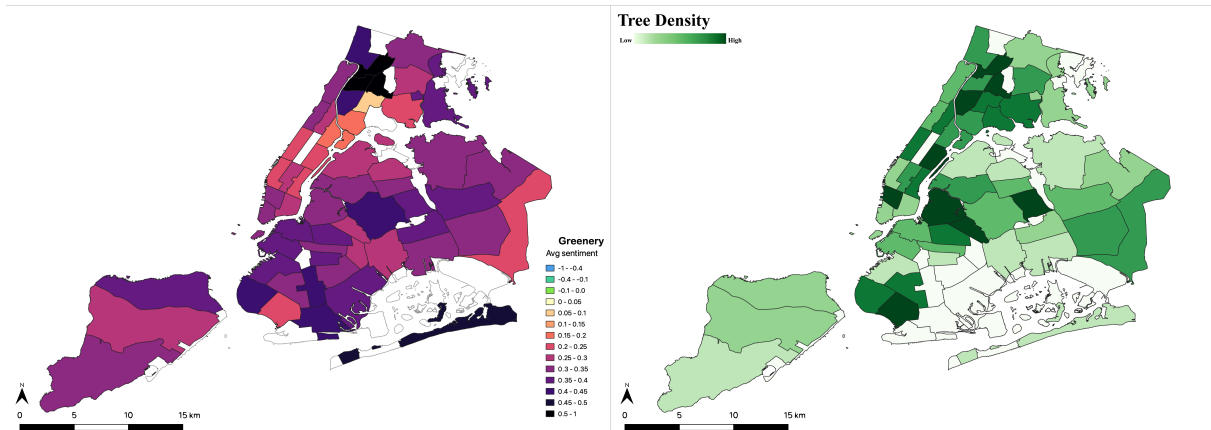 Greenery
Avg sentiment
-1 - -0.4
-0.4 - -0.1
-0.1 - 0.0
0 - 0.05
0.05 - 0.1
0.1 - 0.15
0.15 - 0.2
0.2 - 0.25
0.25 - 0.3
0.3 - 0.35
0.35 - 0.4
0.4 - 0.45
0.45 - 0.5
0.5 - 1
N
0 5 10 15 km
Tree Density
Low High
N
0 5 10 15 km